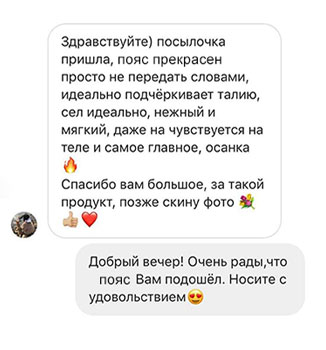 Здравствуйте) посылочка
пришла, пояс прекрасен
просто не передать словами,
идеально подчёркивает талию,
сел идеально, нежный и
мягкий, даже на чувствуется на
теле и самое главное, осанка
🔥
Спасибо вам большое, за такой
продукт, позже скину фото 💐
👍🏼❤️
Добрый вечер! Очень рады,что
пояс Вам подошёл. Носите с
удовольствием😍